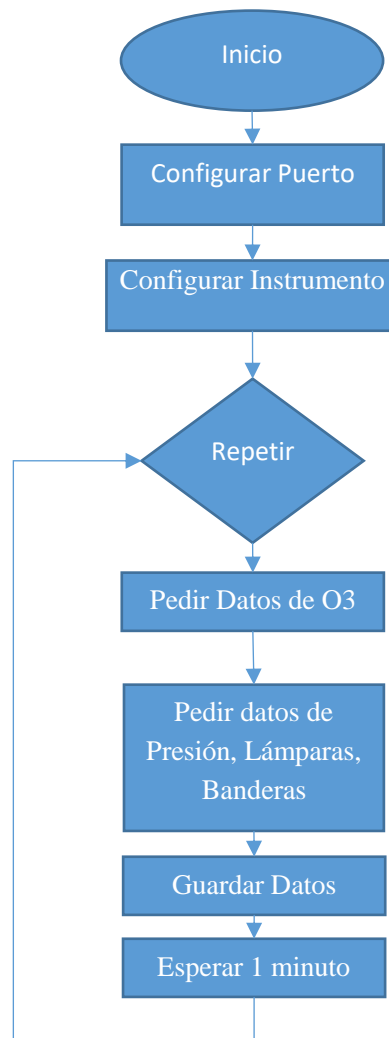 Inicio
Configurar Puerto
Configurar Instrumento
Repetir
Pedir Datos de O3
Pedir datos de
Presión, Lámparas,
Banderas
Guardar Datos
Esperar 1 minuto